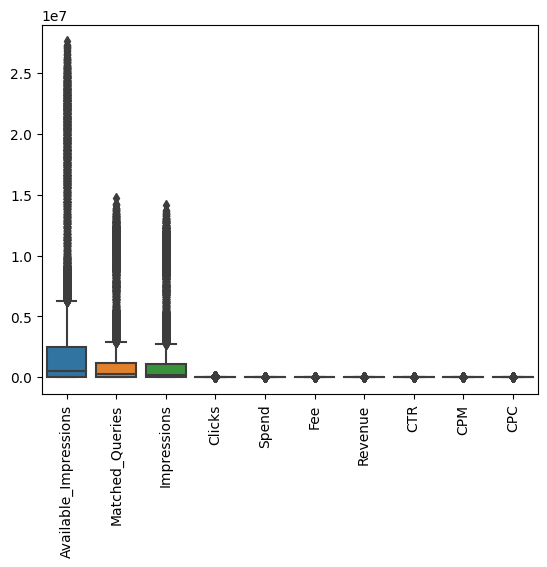 1e7
2.5
2.0
1.5
1.0
0.5
0.0
Available_Impressions
Matched_Queries
Impressions
Clicks
Spend
Fee
Revenue
CTR
CPM
CPC